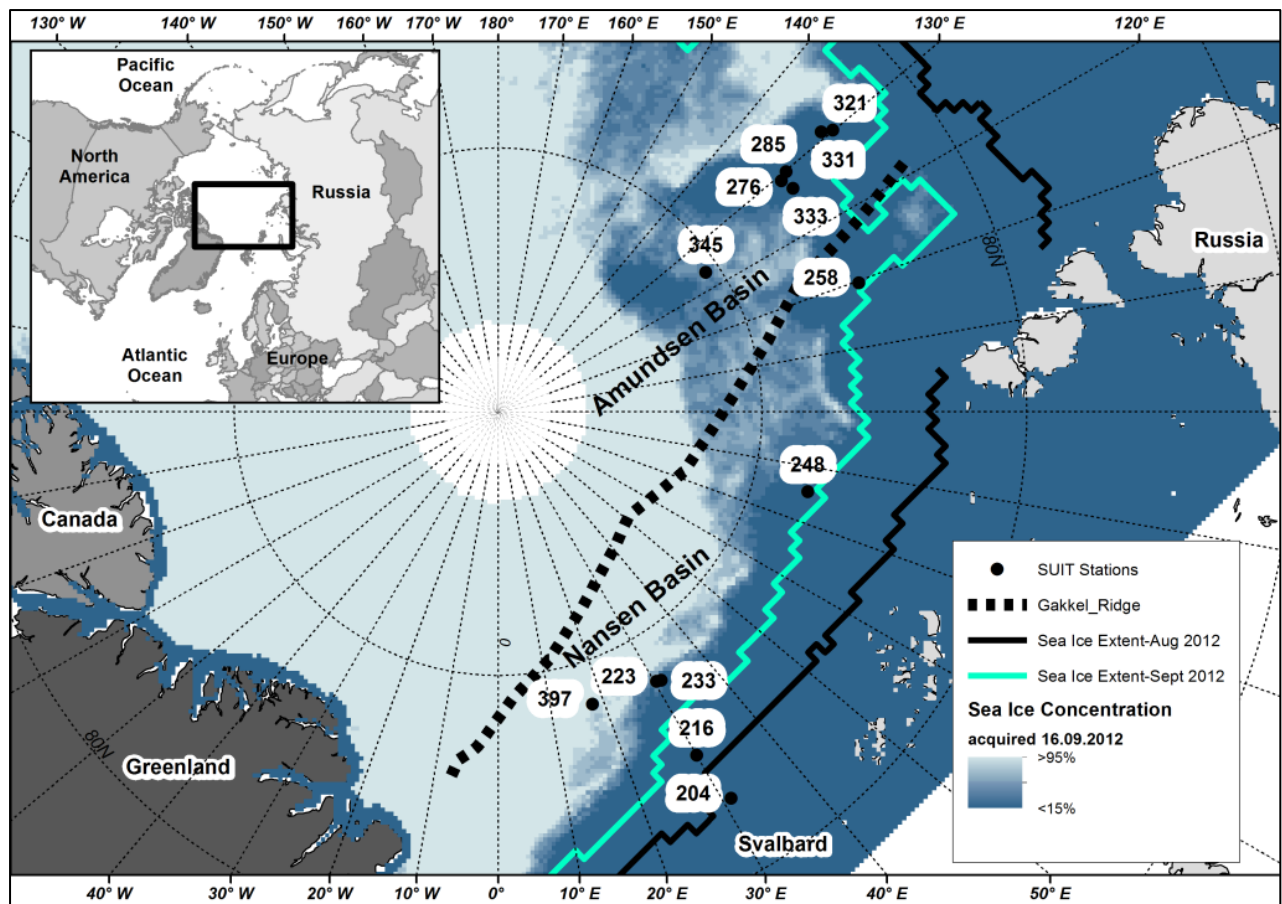 130° W 140° W 150° W 160° W 170° W 180° 170° E 160° E 150° E 140° E 130° E 120° E
Pacific
Ocean
North
America
Russia
Atlantic
Ocean
Europe
321
285
331
276
333
345
258
80N
Russia
Amundsen Basin
248
Canada
Nansen Basin
0
223
233
397
216
80N
Greenland
204
Svalbard
SUIT Stations
Gakkel_Ridge
Sea Ice Extent-Aug 2012
Sea Ice Extent-Sept 2012
Sea Ice Concentration
acquired 16.09.2012
>95%
<15%
40° W 30° W 20° W 10° W 0° 10° E 20° E 30° E 40° E 50° E